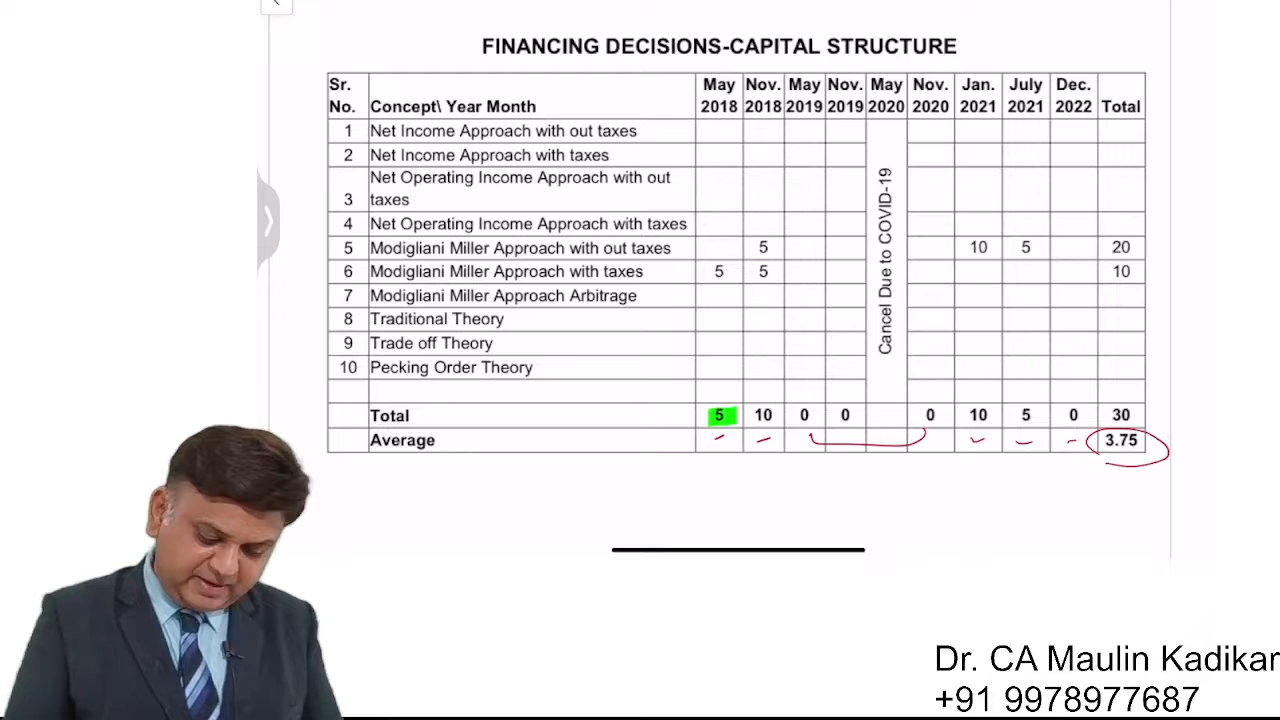 FINANCING DECISIONS-CAPITAL STRUCTURE
Sr. No. Concept\ Year Month May 2018 Nov. 2018 May 2019 Nov. 2019 May 2020 Nov. 2020 Jan. 2021 July 2021 Dec. 2022 Total
1 Net Income Approach with out taxes
2 Net Income Approach with taxes
3 Net Operating Income Approach with out taxes
4 Net Operating Income Approach with taxes
5 Modigliani Miller Approach with out taxes 5 10 5 20
6 Modigliani Miller Approach with taxes 5 5 10
7 Modigliani Miller Approach Arbitrage
8 Traditional Theory
9 Trade off Theory
10 Pecking Order Theory
Cancel Due to COVID-19
Total 5 10 0 0 0 10 5 0 30
Average 3.75
Dr. CA Maulin Kadikar
+91 9978977687